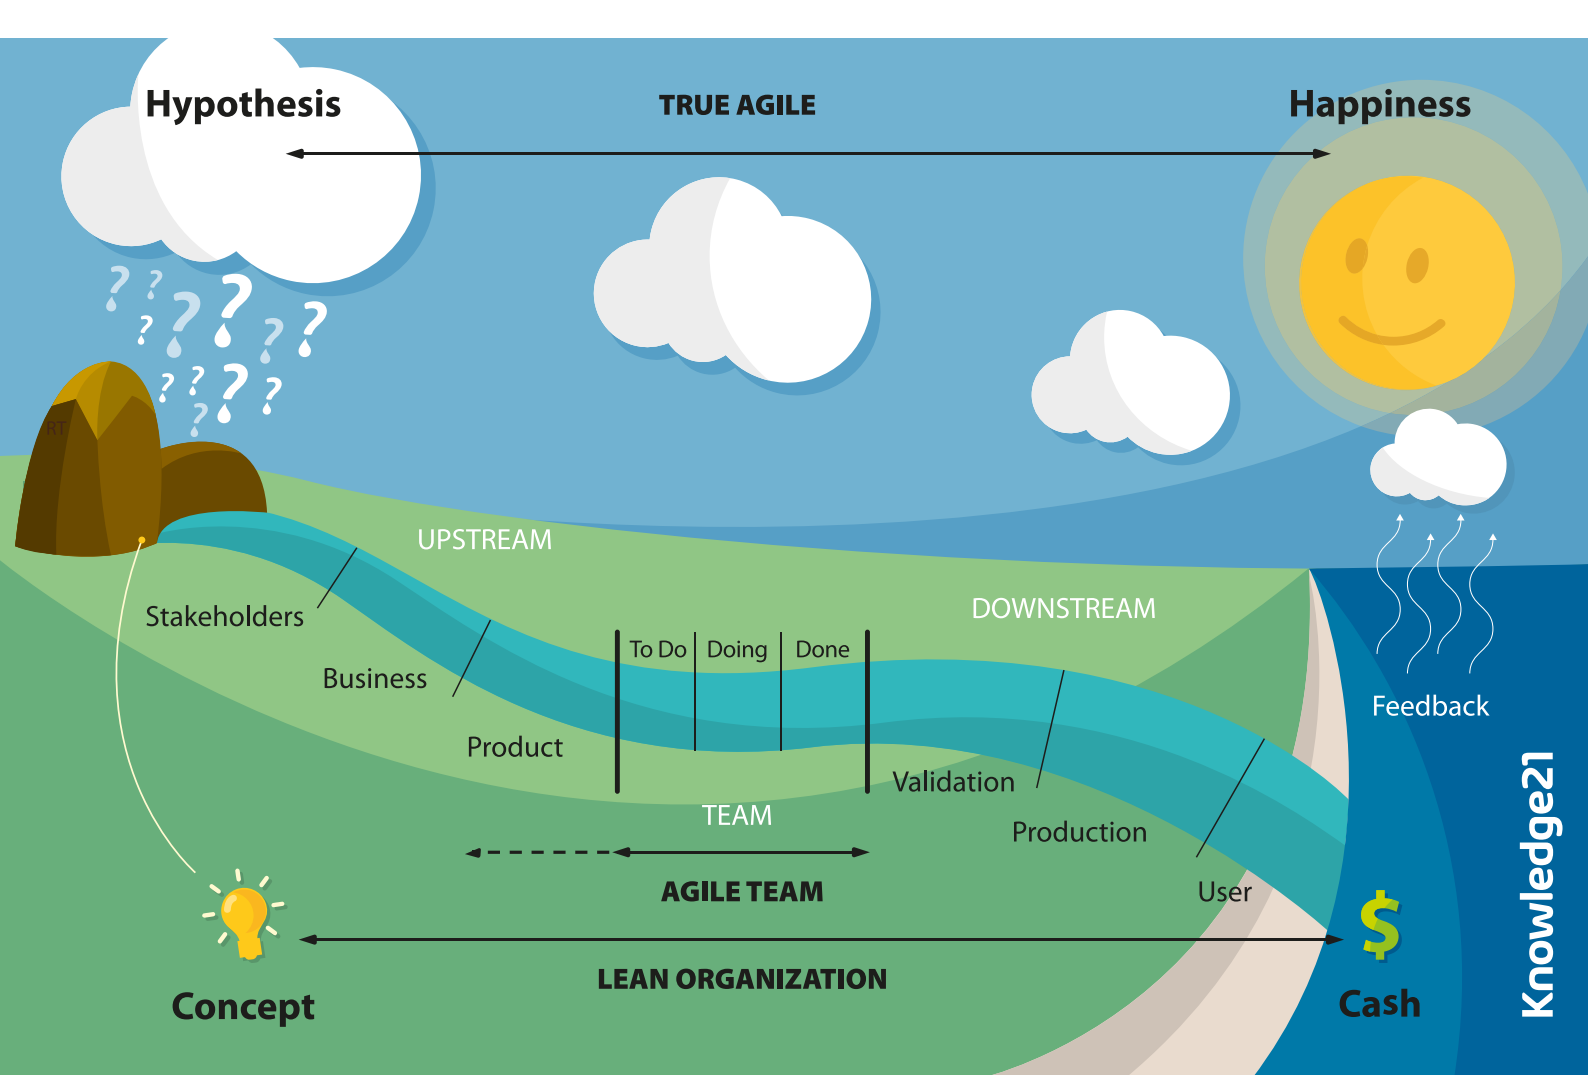 Hypothesis
TRUE AGILE
Happiness
? ? ? ? ? ? ? ? ? ? ? ?
RT
UPSTREAM
Stakeholders
DOWNSTREAM
To Do
Doing
Done
Business
Product
Feedback
Validation
TEAM
Production
AGILE TEAM
User
$
LEAN ORGANIZATION
Concept
Cash
Knowledge21